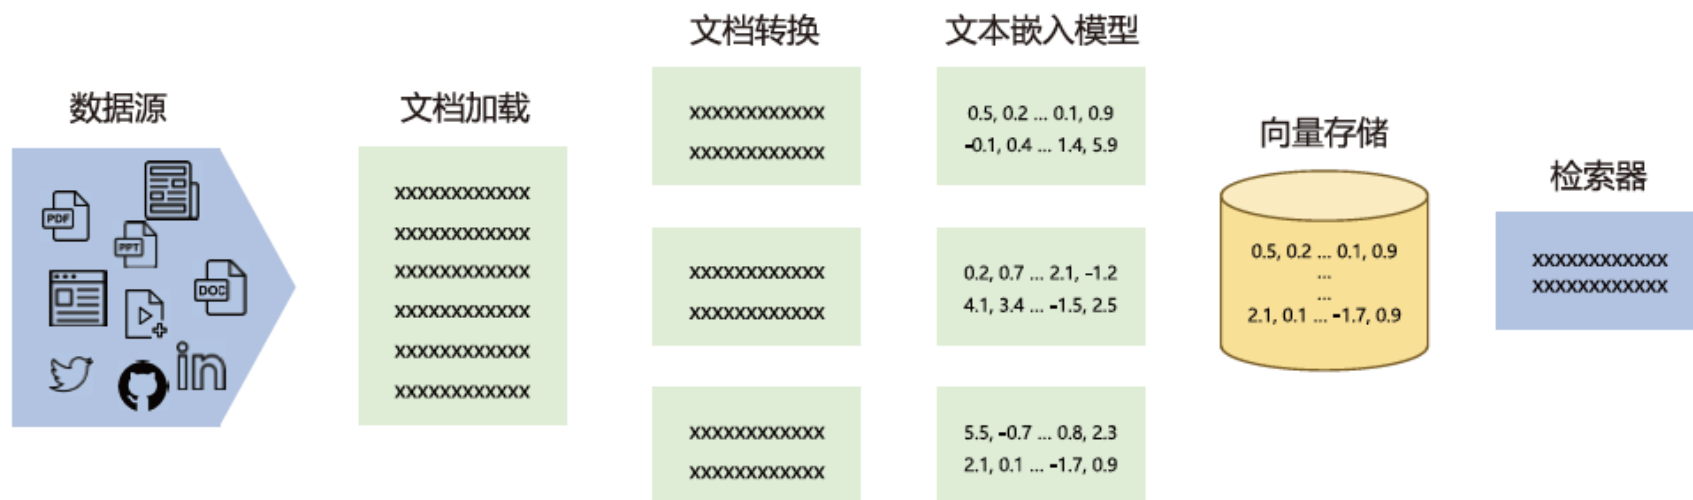 数据源
PDF
PPT
DOC
in
文档加载
XXXXXXXXXXXX
XXXXXXXXXXXX
XXXXXXXXXXXX
XXXXXXXXXXXX
XXXXXXXXXXXX
XXXXXXXXXXXX
文档转换
XXXXXXXXXXXX
XXXXXXXXXXXX
XXXXXXXXXXXX
XXXXXXXXXXXX
XXXXXXXXXXXX
XXXXXXXXXXXX
文本嵌入模型
0.5, 0.2 ... 0.1, 0.9
-0.1, 0.4 ... 1.4, 5.9
0.2, 0.7 ... 2.1, -1.2
4.1, 3.4 ... -1.5, 2.5
5.5, -0.7 ... 0.8, 2.3
2.1, 0.1 ... -1.7, 0.9
向量存储
0.5, 0.2 ... 0.1, 0.9
...
...
2.1, 0.1 ... -1.7, 0.9
检索器
XXXXXXXXXXXX
XXXXXXXXXXXX